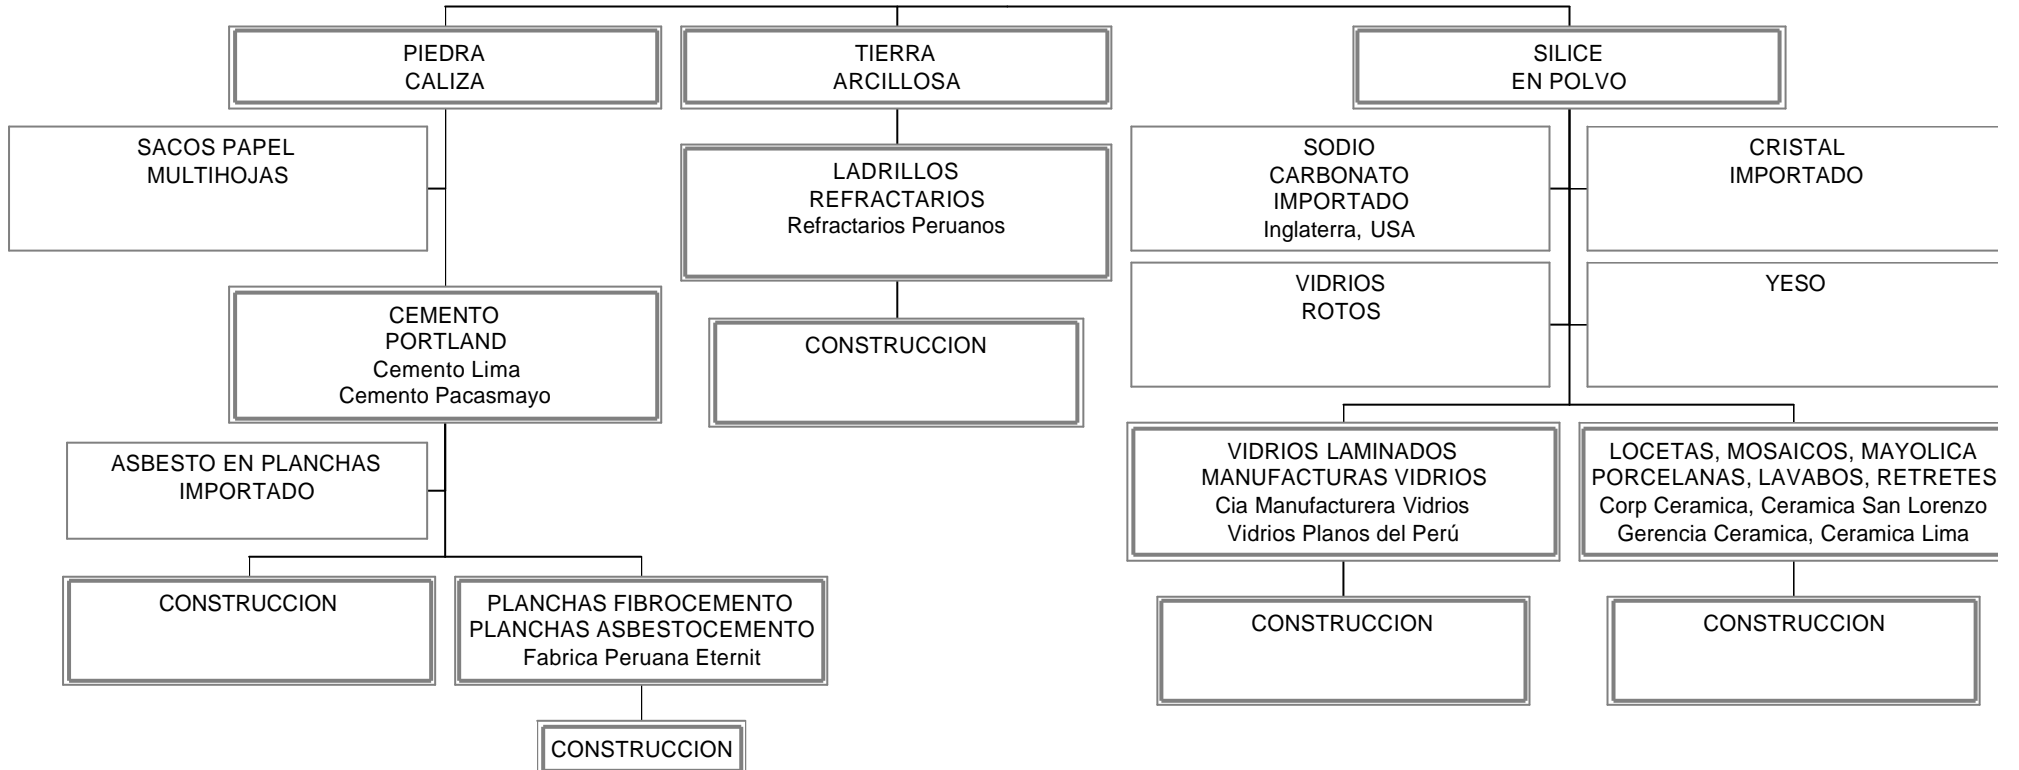 PIEDRA
CALIZA
TIERRA
ARCILLOSA
SILICE
EN POLVO
SACOS PAPEL
MULTIHOJAS
LADRILLOS
REFRACTARIOS
Refractarios Peruanos
SODIO
CARBONATO
IMPORTADO
Inglaterra, USA
CRISTAL
IMPORTADO
CEMENTO
PORTLAND
Cemento Lima
Cemento Pacasmayo
CONSTRUCCION
VIDRIOS
ROTOS
YESO
ASBESTO EN PLANCHAS
IMPORTADO
VIDRIOS LAMINADOS
MANUFACTURAS VIDRIOS
Cia Manufacturera Vidrios
Vidrios Planos del Perú
LOCETAS, MOSAICOS, MAYOLICA
PORCELANAS, LAVABOS, RETRETES
Corp Ceramica, Ceramica San Lorenzo
Gerencia Ceramica, Ceramica Lima
CONSTRUCCION
PLANCHAS FIBROCEMENTO
PLANCHAS ASBESTOCEMENTO
Fabrica Peruana Eternit
CONSTRUCCION
CONSTRUCCION
CONSTRUCCION